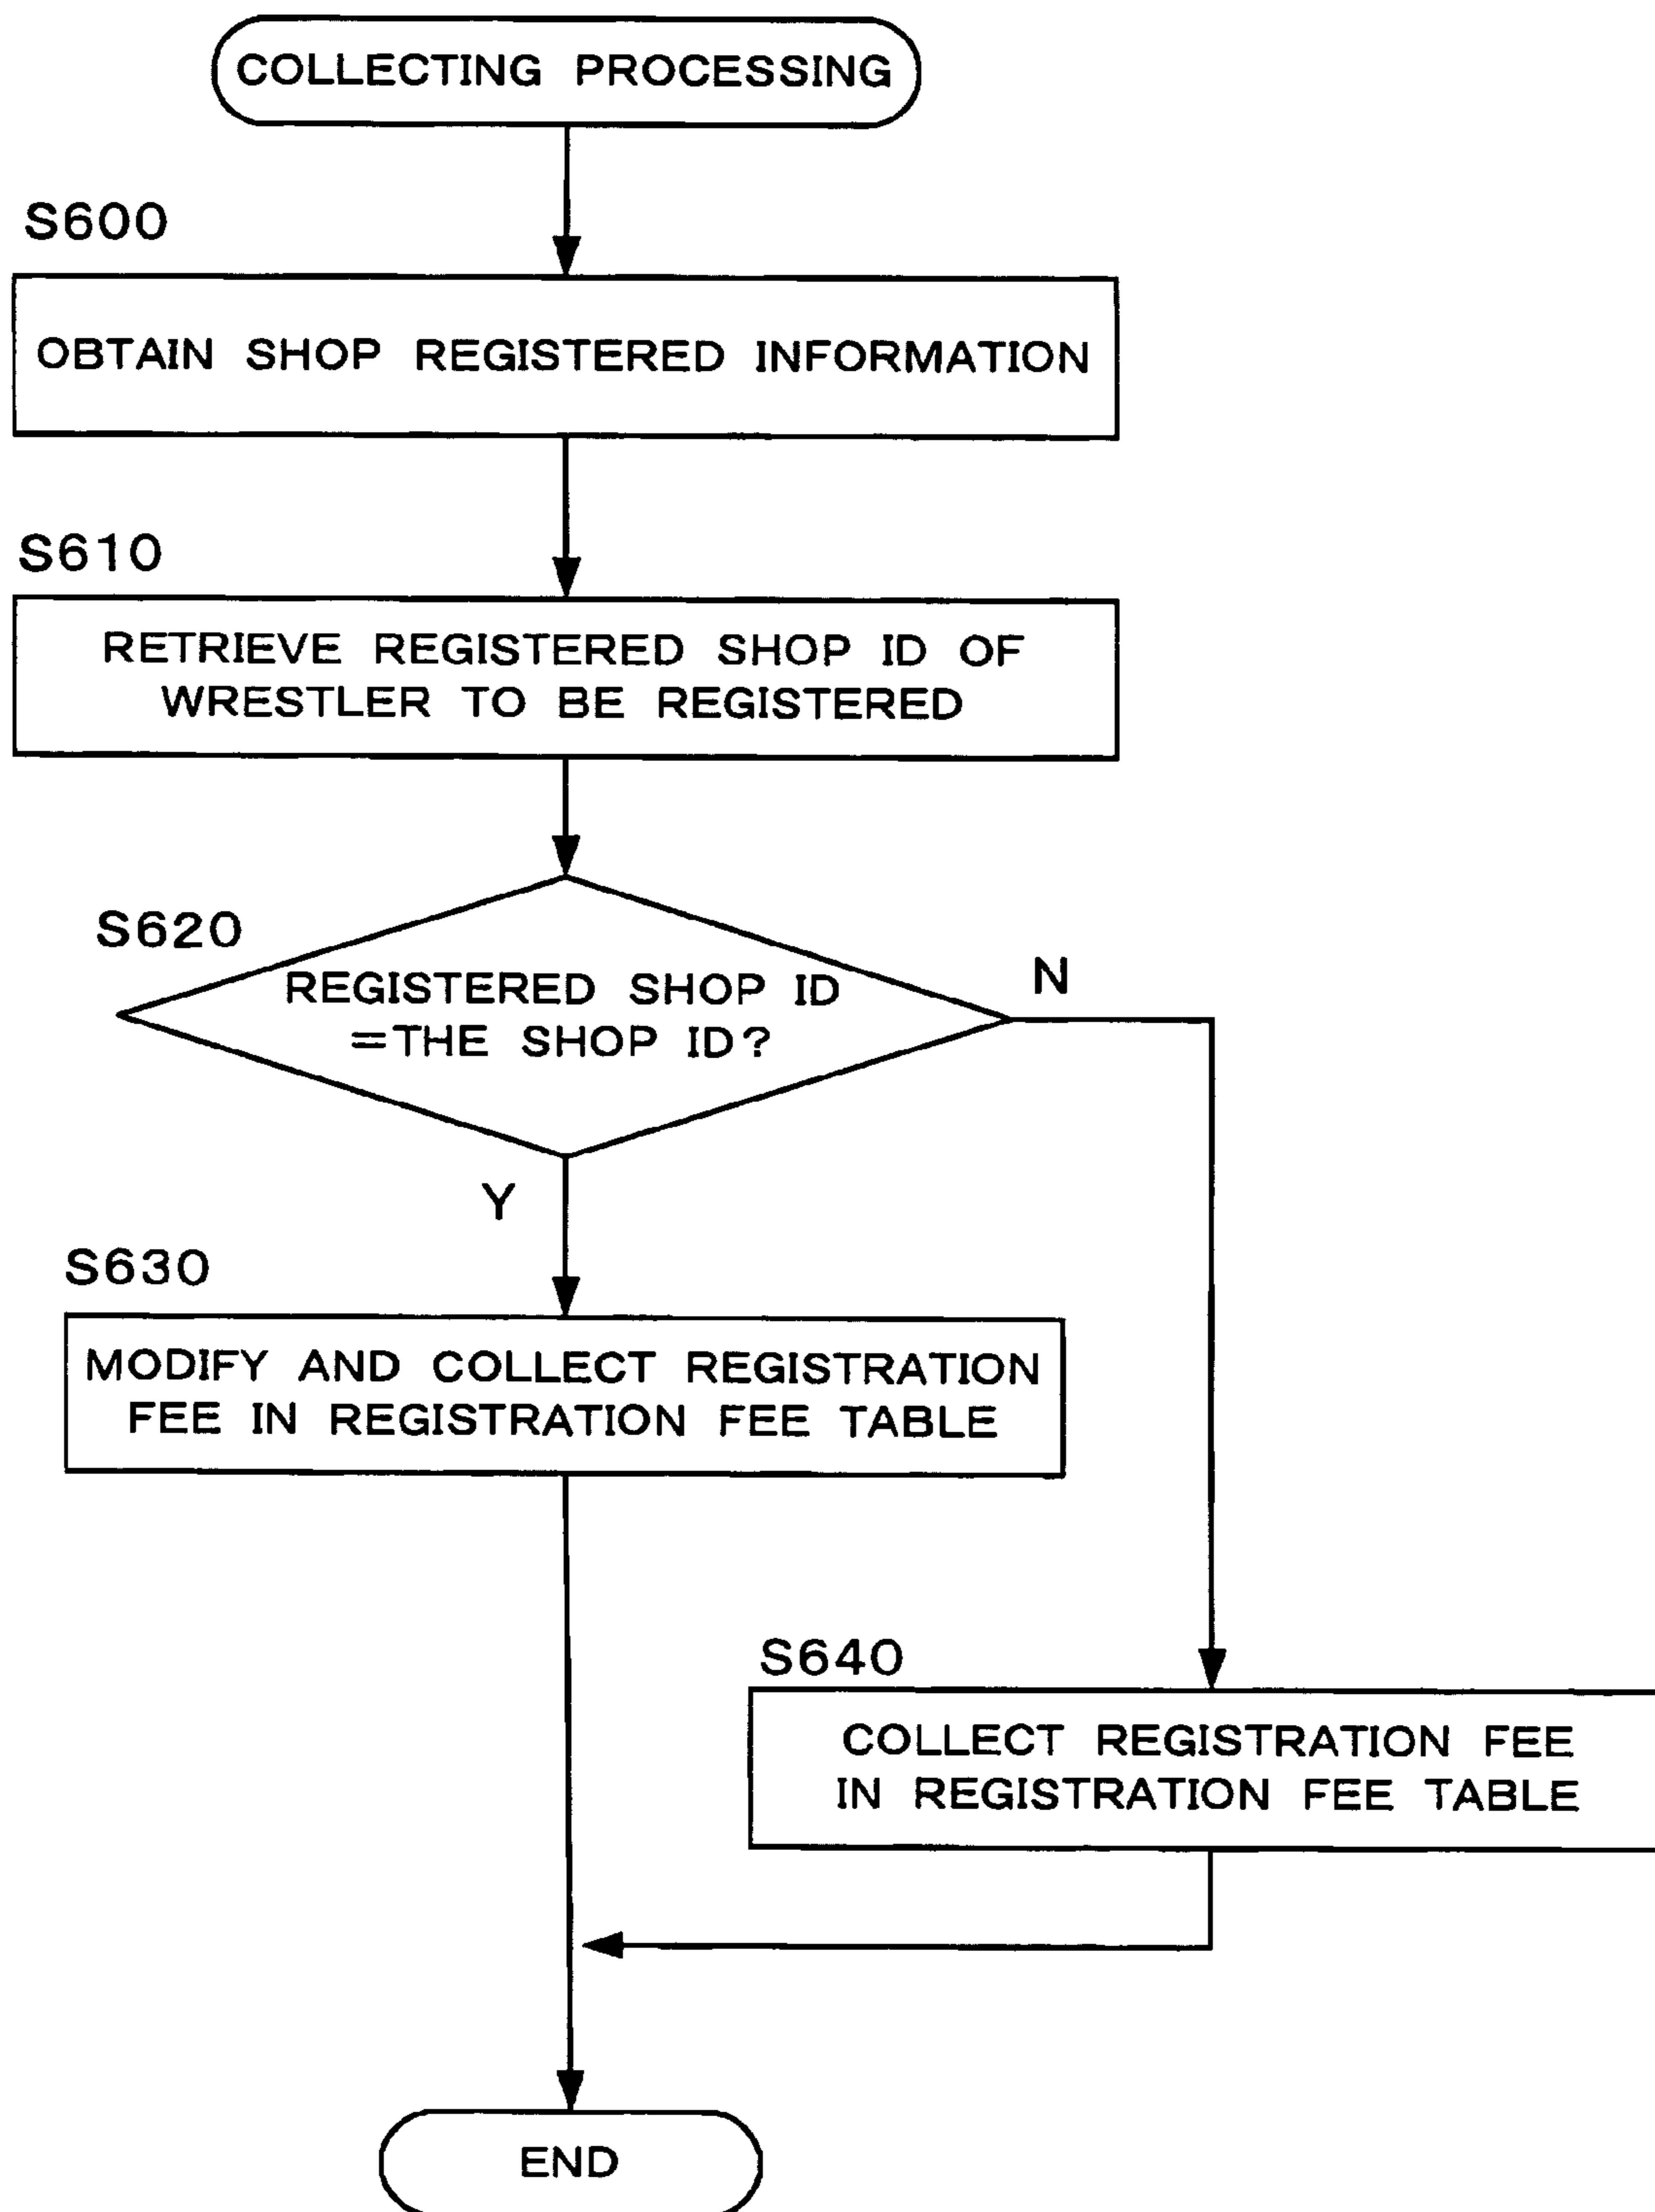 COLLECTING PROCESSING
S600
OBTAIN SHOP REGISTERED INFORMATION
S610
RETRIEVE REGISTERED SHOP ID OF
WRESTLER TO BE REGISTERED
S620
REGISTERED SHOP ID
=THE SHOP ID?
N
Y
S630
MODIFY AND COLLECT REGISTRATION
FEE IN REGISTRATION FEE TABLE
S640
COLLECT REGISTRATION FEE
IN REGISTRATION FEE TABLE
END